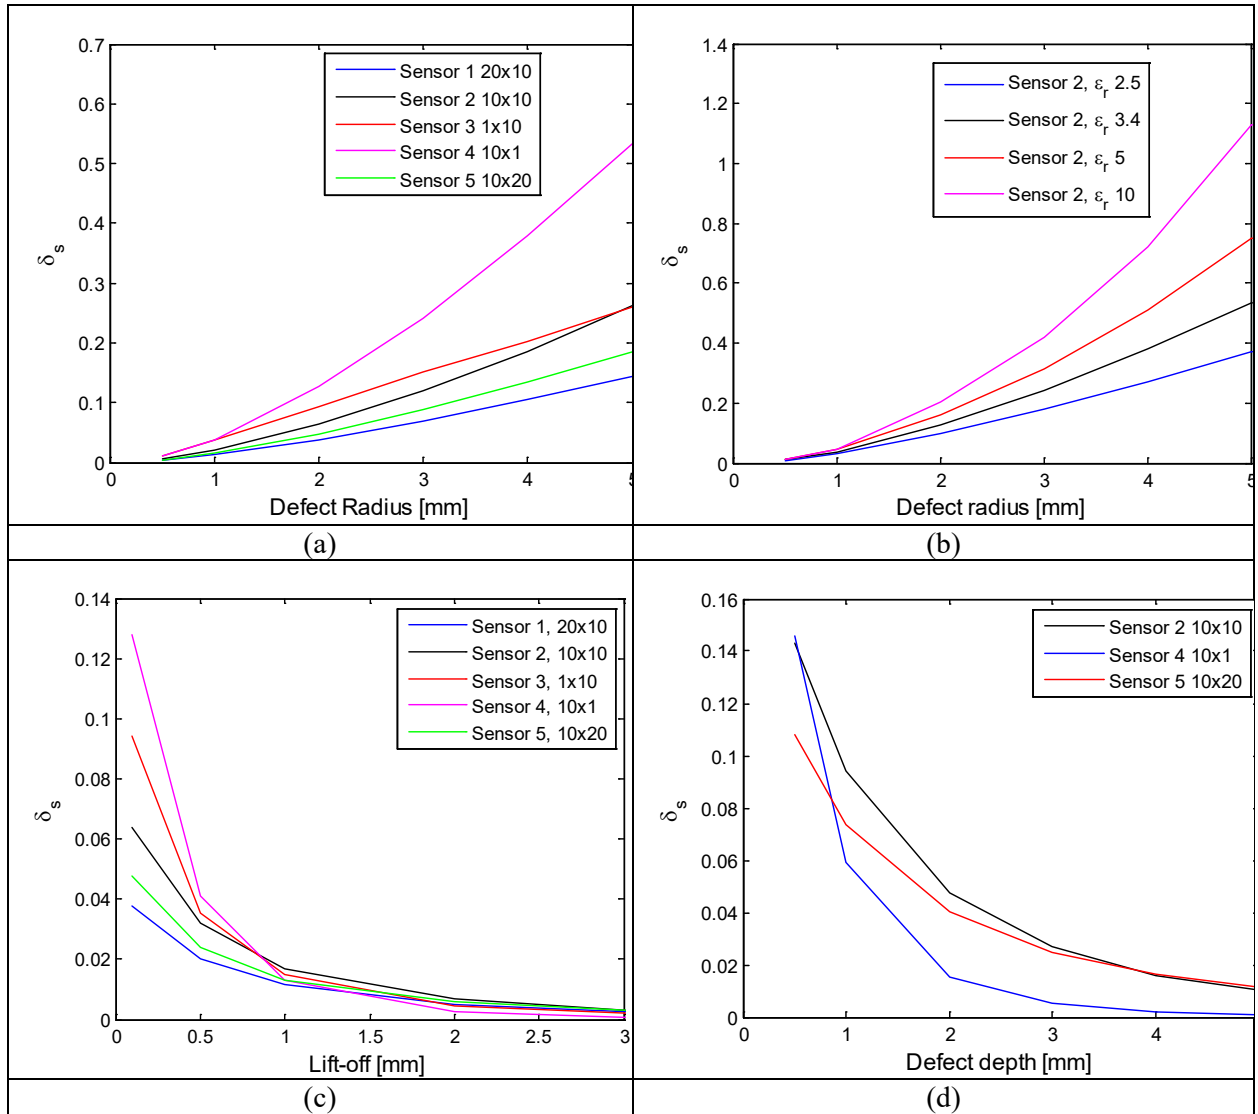 0.7
0.6
0.5
0.4
0.3
0.2
0.1
0
δs
0 1 2 3 4 5
Defect Radius [mm]
Sensor 1 20x10
Sensor 2 10x10
Sensor 3 1x10
Sensor 4 10x1
Sensor 5 10x20
(a)
1.4
1.2
1
0.8
0.6
0.4
0.2
0
δs
0 1 2 3 4 5
Defect radius [mm]
Sensor 2, εr 2.5
Sensor 2, εr 3.4
Sensor 2, εr 5
Sensor 2, εr 10
(b)
0.14
0.12
0.1
0.08
0.06
0.04
0.02
0
δs
0 0.5 1 1.5 2 2.5 3
Lift-off [mm]
Sensor 1, 20x10
Sensor 2, 10x10
Sensor 3, 1x10
Sensor 4, 10x1
Sensor 5, 10x20
(c)
0.16
0.14
0.12
0.1
0.08
0.06
0.04
0.02
0
δs
0 1 2 3 4
Defect depth [mm]
Sensor 2 10x10
Sensor 4 10x1
Sensor 5 10x20
(d)